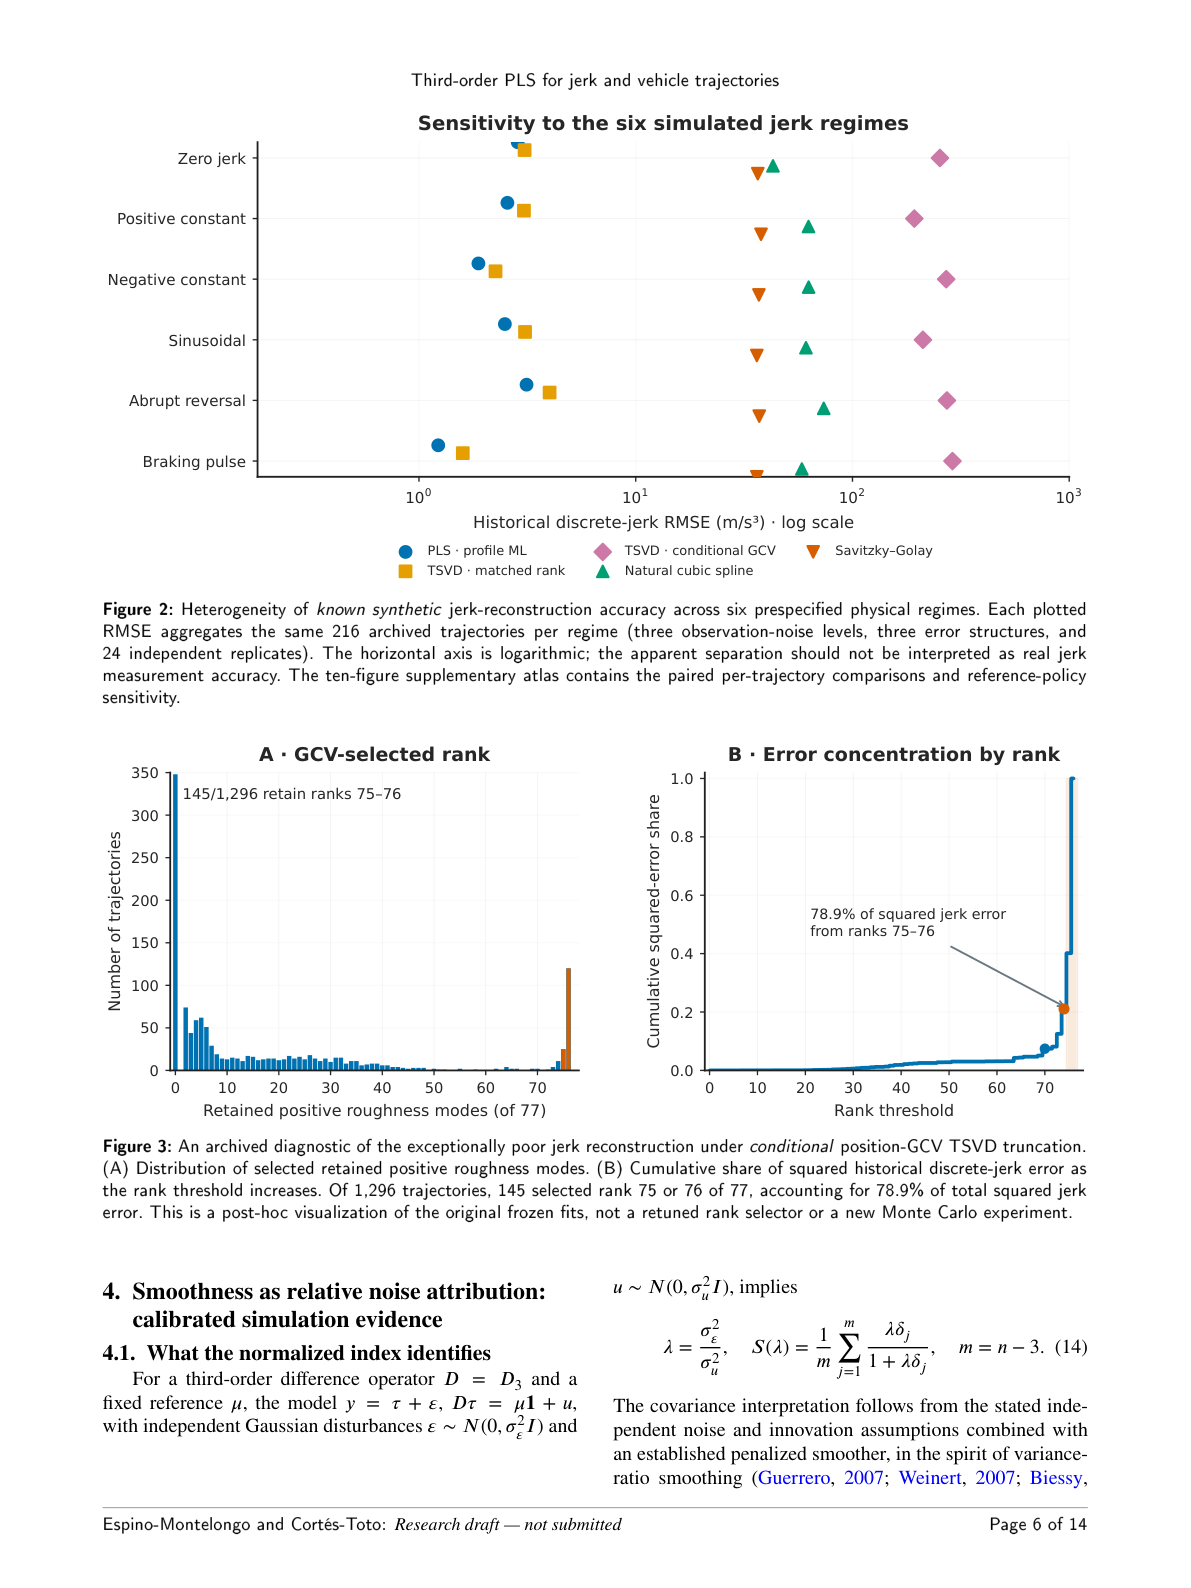 Third-order PLS for jerk and vehicle trajectories
Sensitivity to the six simulated jerk regimes
Zero jerk
Positive constant
Negative constant
Sinusoidal
Abrupt reversal
Braking pulse
10⁰ 10¹ 10² 10³
Historical discrete-jerk RMSE (m/s³) · log scale
PLS · profile ML
TSVD · matched rank
TSVD · conditional GCV
Natural cubic spline
Savitzky–Golay
Figure 2: Heterogeneity of known synthetic jerk-reconstruction accuracy across six prespecified physical regimes. Each plotted
RMSE aggregates the same 216 archived trajectories per regime (three observation-noise levels, three error structures, and
24 independent replicates). The horizontal axis is logarithmic; the apparent separation should not be interpreted as real jerk
measurement accuracy. The ten-figure supplementary atlas contains the paired per-trajectory comparisons and reference-policy
sensitivity.
A · GCV-selected rank
350
300
250
200
150
100
50
0
Number of trajectories
145/1,296 retain ranks 75–76
0 10 20 30 40 50 60 70
Retained positive roughness modes (of 77)
B · Error concentration by rank
1.0
0.8
0.6
0.4
0.2
0.0
Cumulative squared-error share
78.9% of squared jerk error
from ranks 75–76
0 10 20 30 40 50 60 70
Rank threshold
Figure 3: An archived diagnostic of the exceptionally poor jerk reconstruction under conditional position-GCV TSVD truncation.
(A) Distribution of selected retained positive roughness modes. (B) Cumulative share of squared historical discrete-jerk error as
the rank threshold increases. Of 1,296 trajectories, 145 selected rank 75 or 76 of 77, accounting for 78.9% of total squared jerk
error. This is a post-hoc visualization of the original frozen fits, not a retuned rank selector or a new Monte Carlo experiment.
4. Smoothness as relative noise attribution:
calibrated simulation evidence
4.1. What the normalized index identifies
For a third-order difference operator D = D₃ and a
fixed reference μ, the model y = τ + ε, Dτ = μ1 + u,
with independent Gaussian disturbances ε ∼ N(0, σ_ε² I) and
u ∼ N(0, σ_u² I), implies
λ = σ_ε²/σ_u², S(λ) = 1/m ∑_{j=1}^{m} λδ_j/(1 + λδ_j), m = n − 3. (14)
The covariance interpretation follows from the stated inde-
pendent noise and innovation assumptions combined with
an established penalized smoother, in the spirit of variance-
ratio smoothing (Guerrero, 2007; Weinert, 2007; Biessy,
Espino-Montelongo and Cortés-Toto: Research draft — not submitted
Page 6 of 14